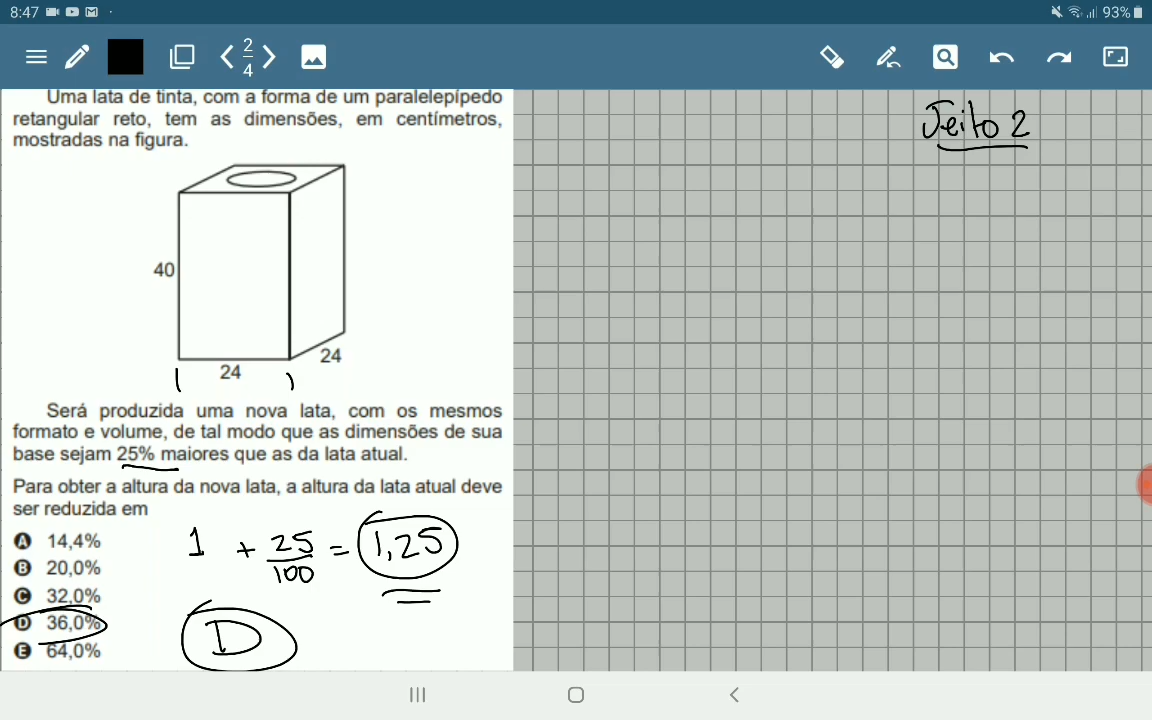 8:47
93%
2
4
Uma lata de tinta, com a forma de um paralelepípedo
retangular reto, tem as dimensões, em centímetros,
mostradas na figura.
40
24
24
Será produzida uma nova lata, com os mesmos
formato e volume, de tal modo que as dimensões de sua
base sejam 25% maiores que as da lata atual.
Para obter a altura da nova lata, a altura da lata atual deve
ser reduzida em
A 14,4%
B 20,0%
C 32,0%
D 36,0%
E 64,0%
1 + 25/100 = 1,25
D
Jeito 2